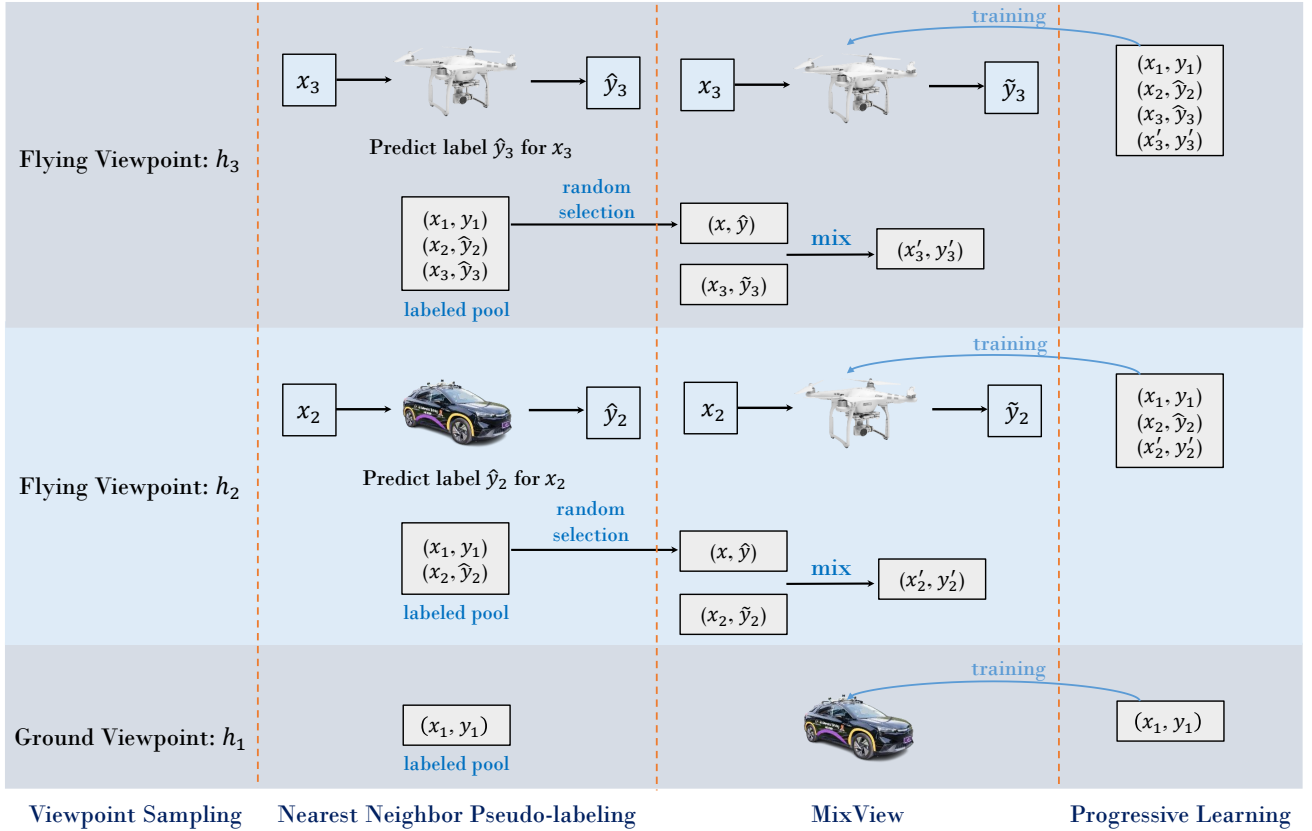 training
x₃
ŷ₃
x₃
ỹ₃
(x₁, y₁)
(x₂, ŷ₂)
(x₃, ŷ₃)
(x′₃, y′₃)
Predict label ŷ₃ for x₃
Flying Viewpoint: h₃
random
selection
(x₁, y₁)
(x₂, ŷ₂)
(x₃, ŷ₃)
labeled pool
(x, ŷ)
mix
(x′₃, y′₃)
(x₃, ỹ₃)
training
x₂
ŷ₂
x₂
ỹ₂
(x₁, y₁)
(x₂, ŷ₂)
(x′₂, y′₂)
Predict label ŷ₂ for x₂
Flying Viewpoint: h₂
random
selection
(x₁, y₁)
(x₂, ŷ₂)
labeled pool
(x, ŷ)
mix
(x′₂, y′₂)
(x₂, ỹ₂)
training
Ground Viewpoint: h₁
(x₁, y₁)
labeled pool
(x₁, y₁)
Viewpoint Sampling
Nearest Neighbor Pseudo-labeling
MixView
Progressive Learning